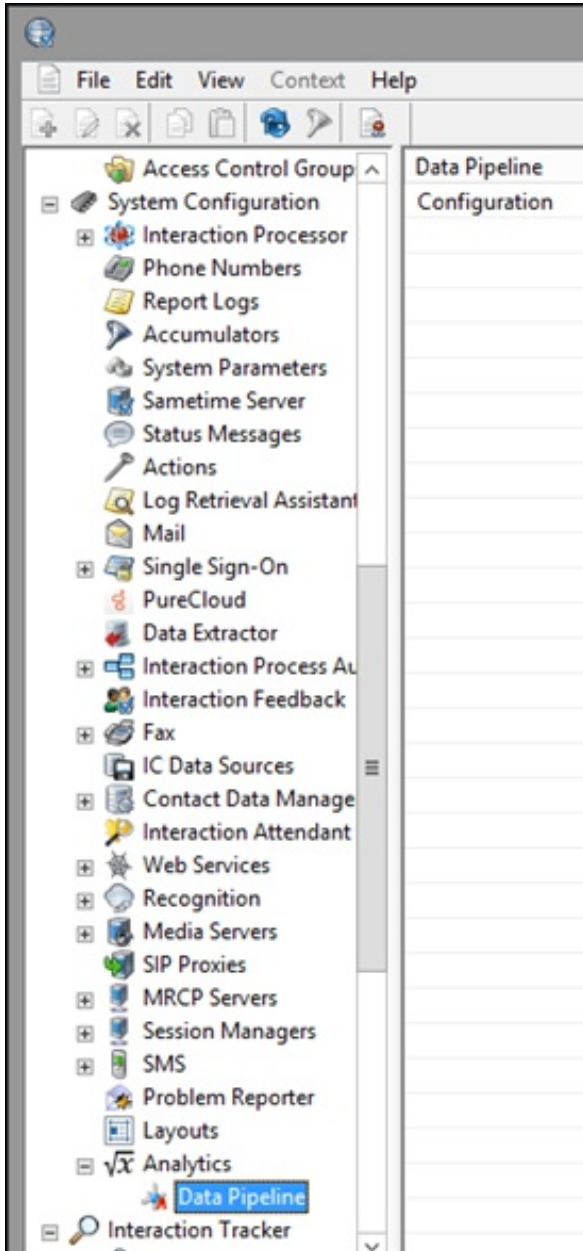 File Edit View Context Help
Access Control Group
System Configuration
Interaction Processor
Phone Numbers
Report Logs
Accumulators
System Parameters
Sametime Server
Status Messages
Actions
Log Retrieval Assistant
Mail
Single Sign-On
PureCloud
Data Extractor
Interaction Process Au
Interaction Feedback
Fax
IC Data Sources
Contact Data Manage
Interaction Attendant
Web Services
Recognition
Media Servers
SIP Proxies
MRCP Servers
Session Managers
SMS
Problem Reporter
Layouts
√x Analytics
Data Pipeline
Interaction Tracker
Data Pipeline
Configuration